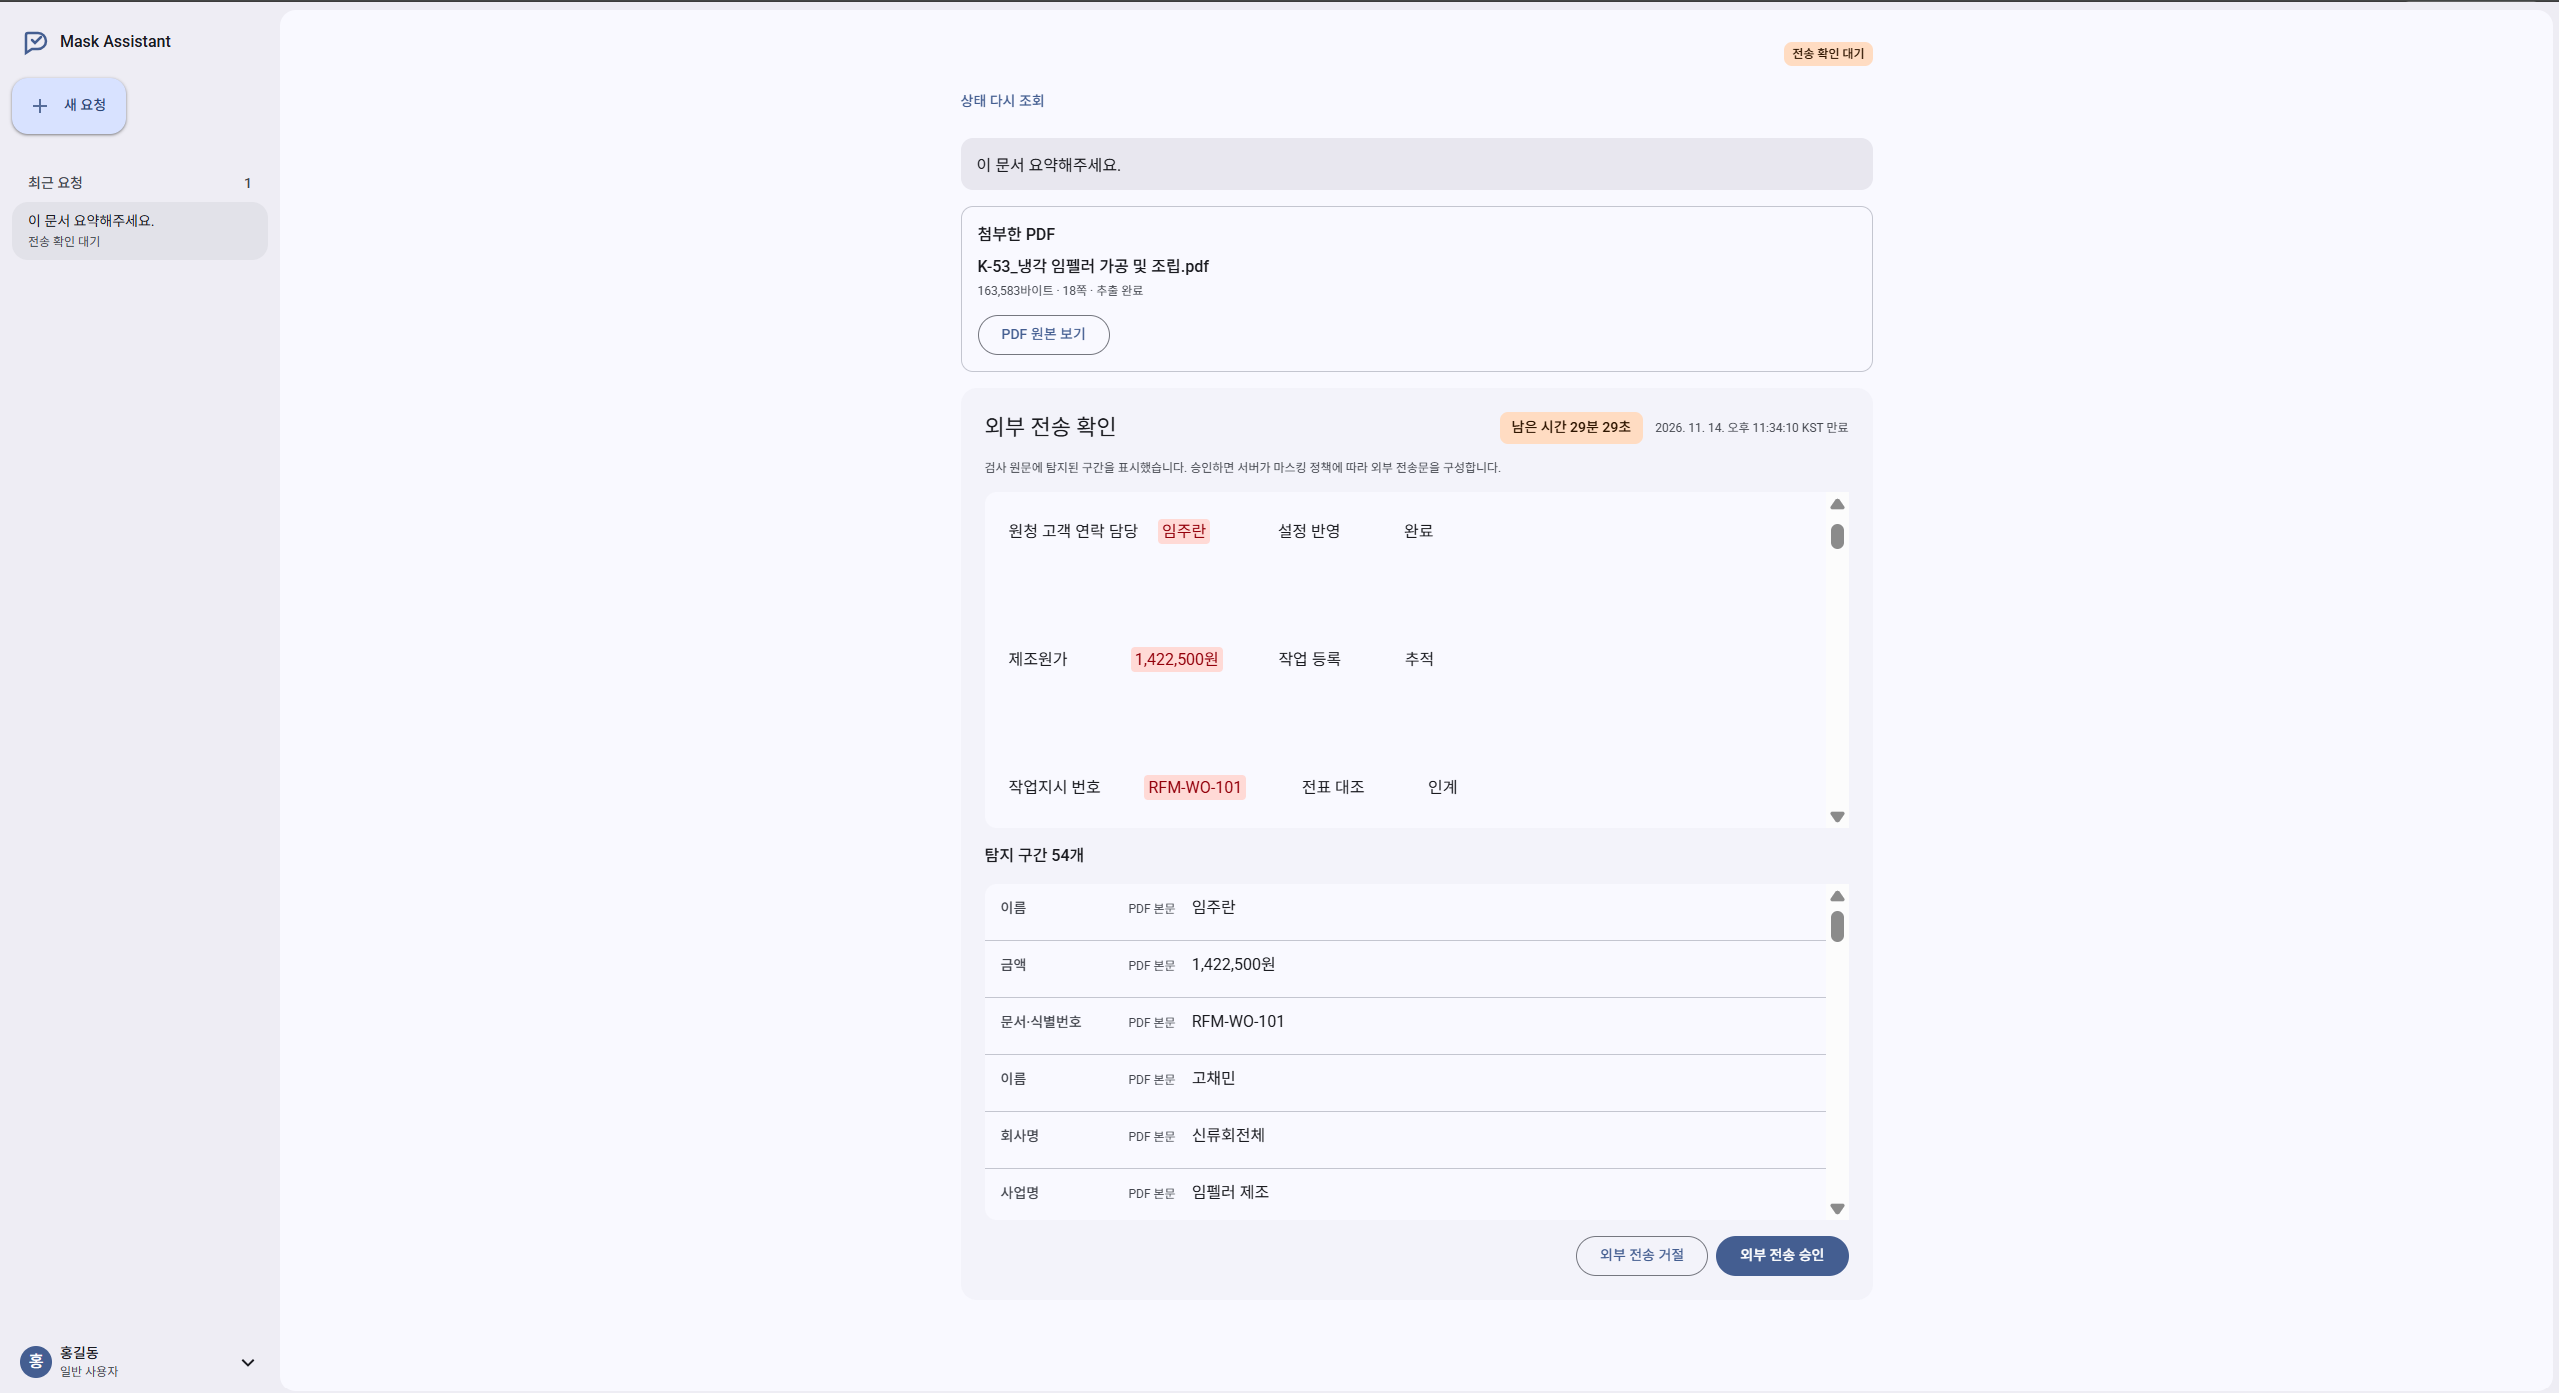 Mask Assistant
새 요청
최근 요청 1
이 문서 요약해주세요.
전송 확인 대기
홍 홍길동
일반 사용자
전송 확인 대기
상태 다시 조회
이 문서 요약해주세요.
첨부한 PDF
K-53_냉각 임펠러 가공 및 조립.pdf
163,583바이트 · 18쪽 · 추출 완료
PDF 원본 보기
외부 전송 확인 남은 시간 29분 29초 2026. 11. 14. 오후 11:34:10 KST 만료
검사 원문에 탐지된 구간을 표시했습니다. 승인하면 서버가 마스킹 정책에 따라 외부 전송문을 구성합니다.
원청 고객 연락 담당 임주란 설정 반영 완료
제조원가 1,422,500원 작업 등록 추적
작업지시 번호 RFM-WO-101 전표 대조 인계
탐지 구간 54개
이름 PDF 본문 임주란
금액 PDF 본문 1,422,500원
문서·식별번호 PDF 본문 RFM-WO-101
이름 PDF 본문 고채민
회사명 PDF 본문 신류회전체
사업명 PDF 본문 임펠러 제조
외부 전송 거절 외부 전송 승인